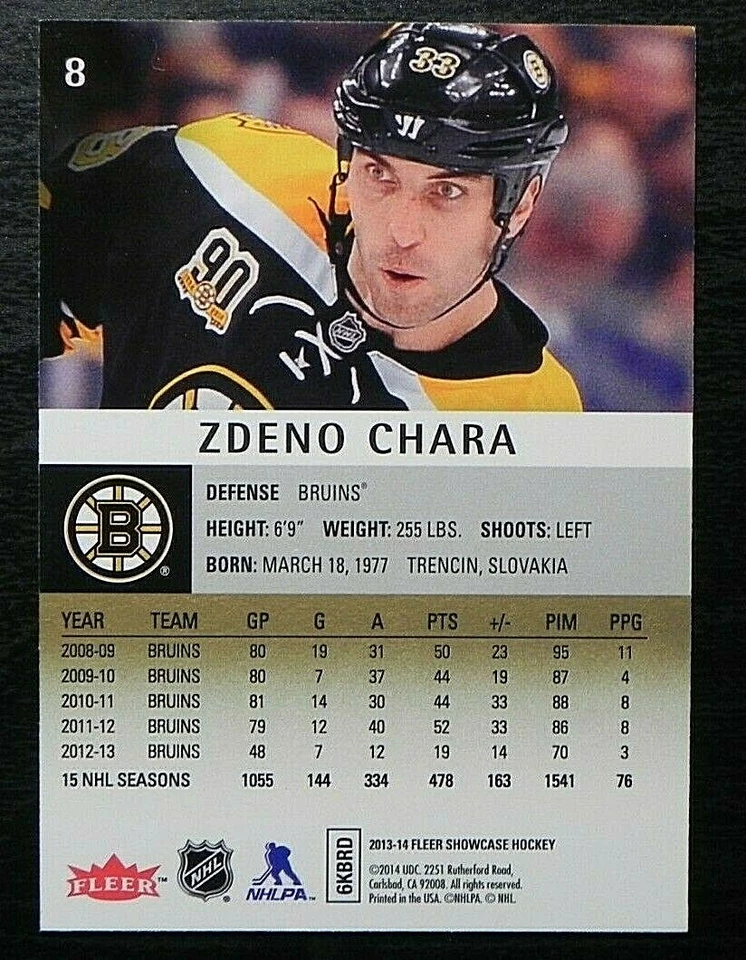 8
33
90
ZDENO CHARA
B
®
DEFENSE BRUINS®
HEIGHT: 6'9" WEIGHT: 255 LBS. SHOOTS: LEFT
BORN: MARCH 18, 1977 TRENCIN, SLOVAKIA
YEAR TEAM GP G A PTS +/- PIM PPG
2008-09 BRUINS 80 19 31 50 23 95 11
2009-10 BRUINS 80 7 37 44 19 87 4
2010-11 BRUINS 81 14 30 44 33 88 8
2011-12 BRUINS 79 12 40 52 33 86 8
2012-13 BRUINS 48 7 12 19 14 70 3
15 NHL SEASONS 1055 144 334 478 163 1541 76
FLEER™
NHL®
NHLPA™
6KBRD
2013-14 FLEER SHOWCASE HOCKEY
©2014 UDC. 2251 Rutherford Road,
Carlsbad, CA 92008. All rights reserved.
Printed in the USA. ©NHLPA. © NHL.